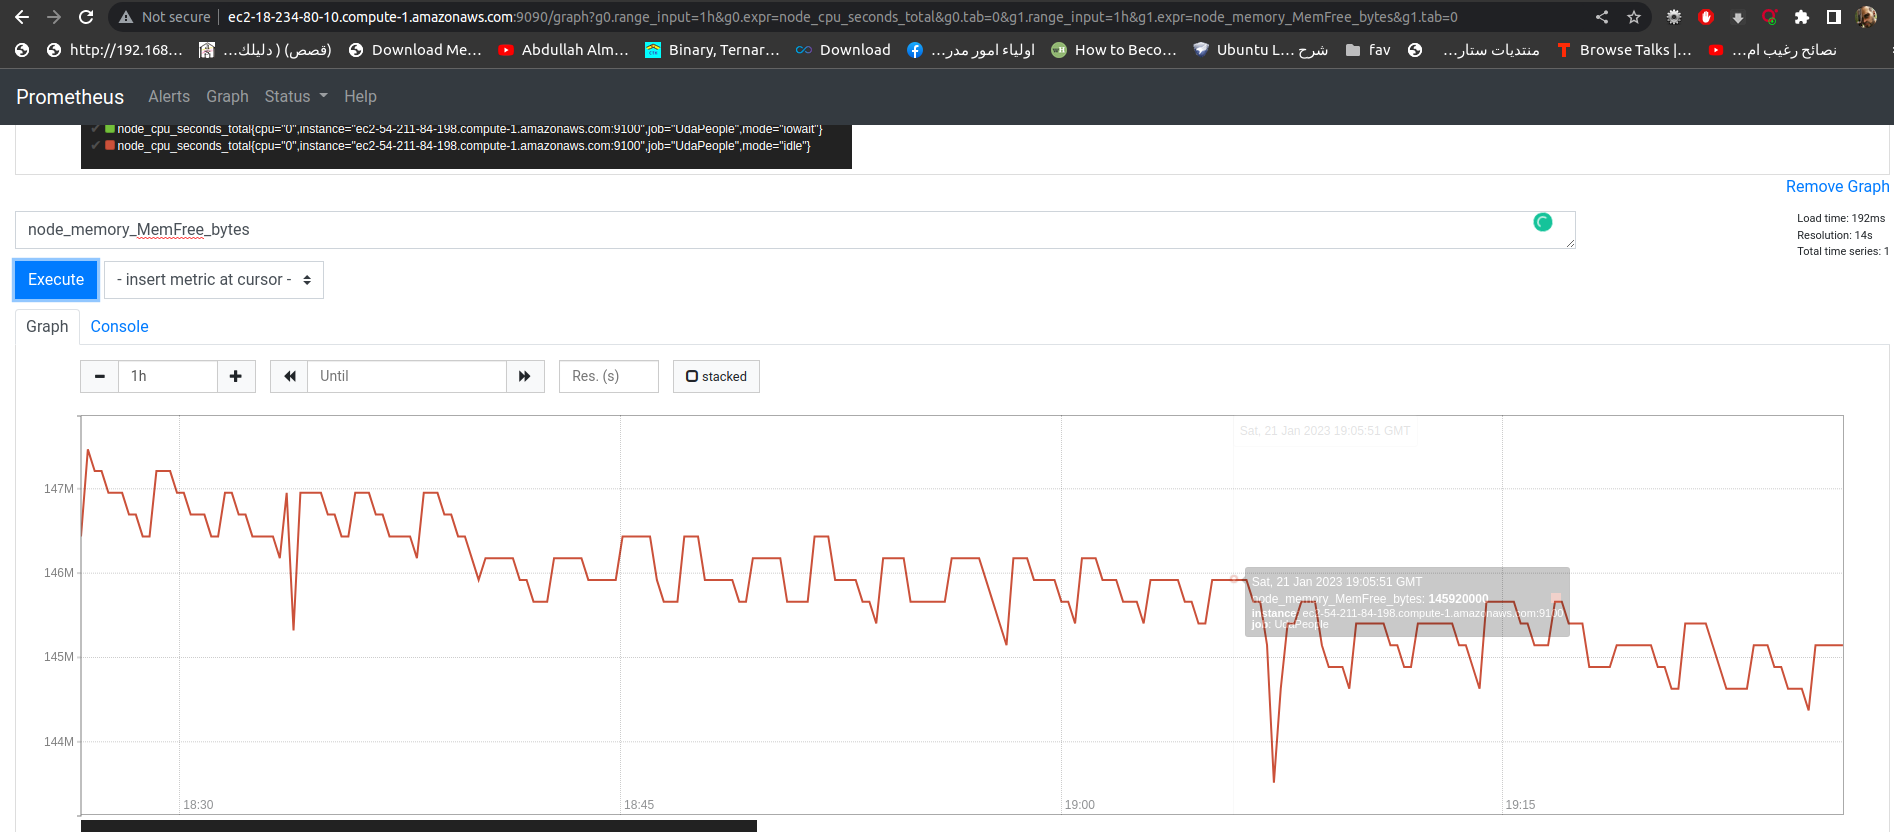 Not secure | ec2-18-234-80-10.compute-1.amazonaws.com:9090/graph?g0.range_input=1h&g0.expr=node_cpu_seconds_total&g0.tab=0&g1.range_input=1h&g1.expr=node_memory_MemFree_bytes&g1.tab=0
http://192.168... …قصص) ( دليلك) Download Me... Abdullah Alm... Binary, Ternar... Download …اولياء امور مدر How to Beco... Ubuntu L... شرح fav …منتديات ستار Browse Talks |... …نصائح رغيب ام
Prometheus Alerts Graph Status Help
node_cpu_seconds_total{cpu="0",instance="ec2-54-211-84-198.compute-1.amazonaws.com:9100",job="UdaPeople",mode="iowait"}
node_cpu_seconds_total{cpu="0",instance="ec2-54-211-84-198.compute-1.amazonaws.com:9100",job="UdaPeople",mode="idle"}
Remove Graph
node_memory_MemFree_bytes
Load time: 192ms
Resolution: 14s
Total time series: 1
Execute - insert metric at cursor -
Graph Console
1h Until Res. (s) stacked
Sat, 21 Jan 2023 19:05:51 GMT
147M
146M
Sat, 21 Jan 2023 19:05:51 GMT
node_memory_MemFree_bytes: 145920000
instance: ec2-54-211-84-198.compute-1.amazonaws.com:9100
job: UdaPeople
145M
144M
18:30 18:45 19:00 19:15